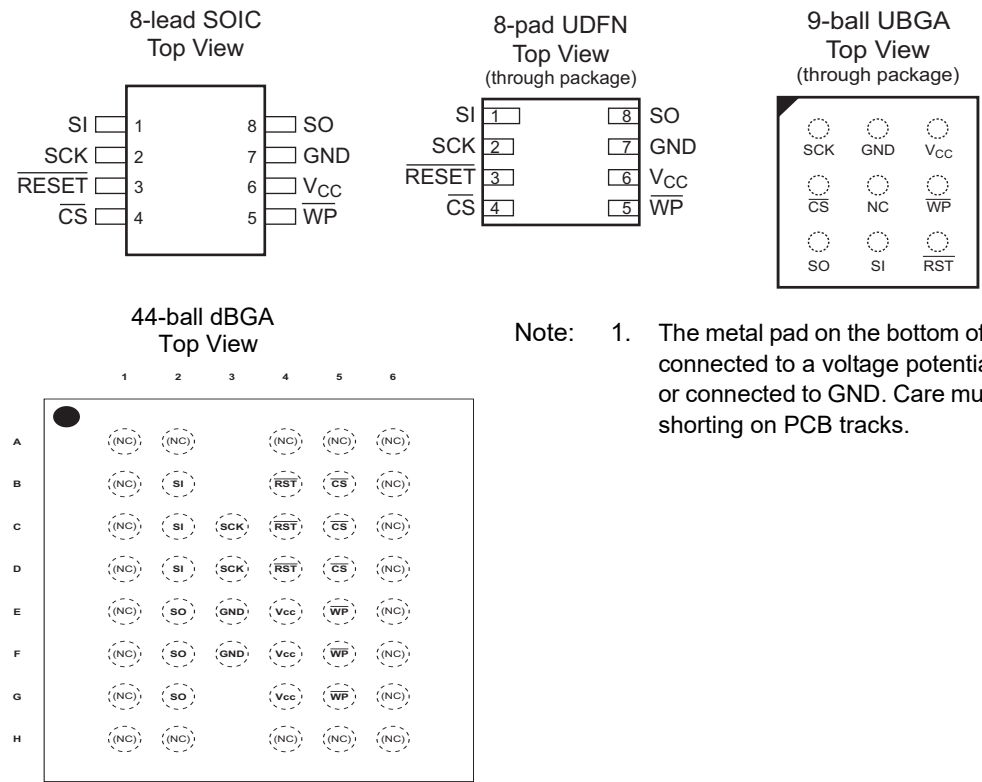 8-lead SOIC
Top View
SI 1 8 SO
SCK 2 7 GND
RESET 3 6 VCC
CS 4 5 WP
8-pad UDFN
Top View
(through package)
SI 1 8 SO
SCK 2 7 GND
RESET 3 6 VCC
CS 4 5 WP
9-ball UBGA
Top View
(through package)
SCK GND VCC
CS NC WP
SO SI RST
44-ball dBGA
Top View
1 2 3 4 5 6
A (NC) (NC) (NC) (NC) (NC)
B (NC) SI RST CS (NC)
C (NC) SI SCK RST CS (NC)
D (NC) SI SCK RST CS (NC)
E (NC) SO GND Vcc WP (NC)
F (NC) SO GND Vcc WP (NC)
G (NC) SO Vcc WP (NC)
H (NC) (NC) (NC) (NC) (NC)
Note: 1. The metal pad on the bottom of
connected to a voltage potentia
or connected to GND. Care mu
shorting on PCB tracks.